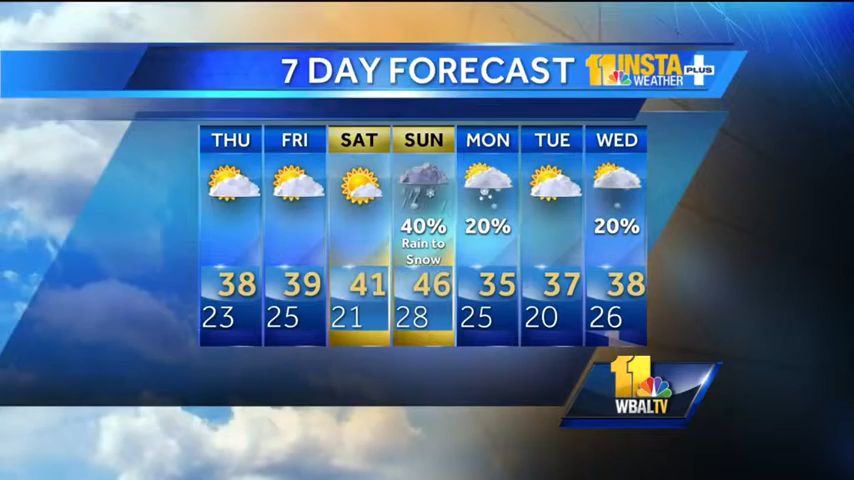 7 DAY FORECAST 11 INSTA WEATHER PLUS
THU FRI SAT SUN MON TUE WED
40% 20% 20%
Rain to
Snow
38 39 41 46 35 37 38
23 25 21 28 25 20 26
11
WBALTV